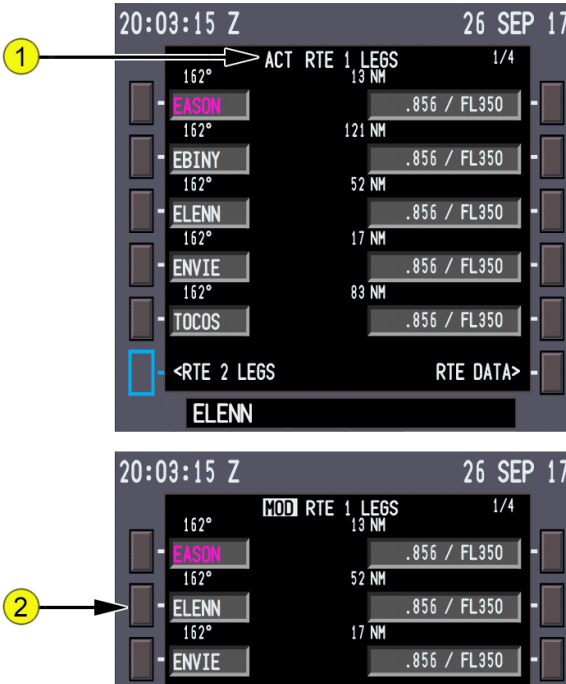 20:03:15 Z 26 SEP 17
1
ACT RTE 1 LEGS 1/4
162° 13 NM
EASON .856 / FL350
162° 121 NM
EBINY .856 / FL350
162° 52 NM
ELENN .856 / FL350
162° 17 NM
ENVIE .856 / FL350
162° 83 NM
TOCOS .856 / FL350
<RTE 2 LEGS RTE DATA>
ELENN
20:03:15 Z 26 SEP 17
MOD RTE 1 LEGS 1/4
162° 13 NM
EASON .856 / FL350
162° 52 NM
2
ELENN .856 / FL350
162° 17 NM
ENVIE .856 / FL350